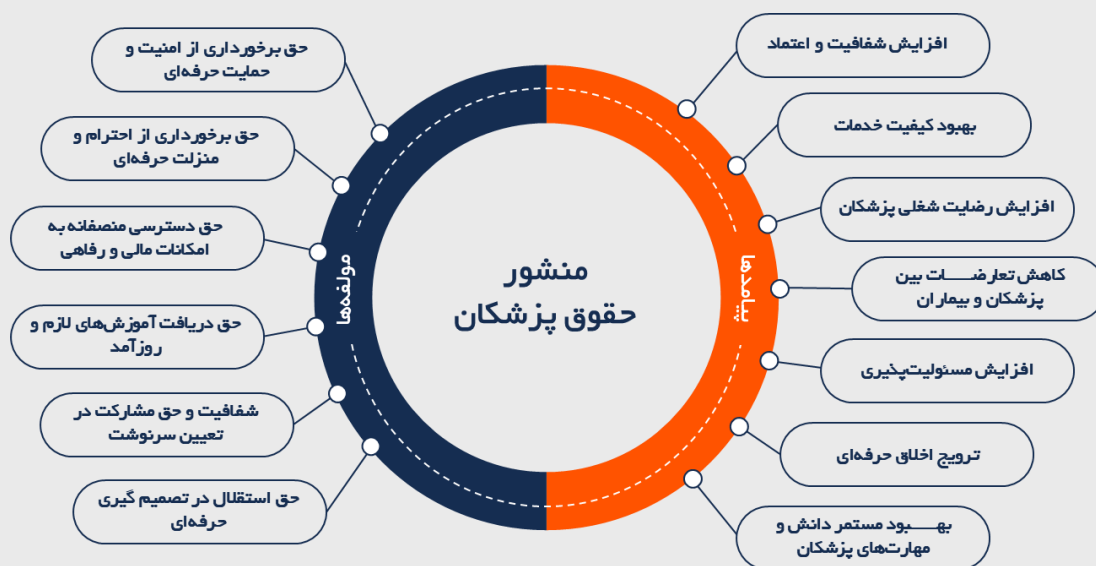 منشور
حقوق پزشکان
پیامدها
افزایش شفافیت و اعتماد
بهبود کیفیت خدمات
افزایش رضایت شغلی پزشکان
کاهش تعارضات بین
پزشکان و بیماران
افزایش مسئولیت‌پذیری
ترویج اخلاق حرفه‌ای
بهبود مستمر دانش و
مهارت‌های پزشکان
مولفه‌ها
حق برخورداری از امنیت و
حمایت حرفه‌ای
حق برخورداری از احترام و
منزلت حرفه‌ای
حق دسترسی منصفانه به
امکانات مالی و رفاهی
حق دریافت آموزش‌های لازم و
روزآمد
شفافیت و حق مشارکت در
تعیین سرنوشت
حق استقلال در تصمیم گیری
حرفه‌ای